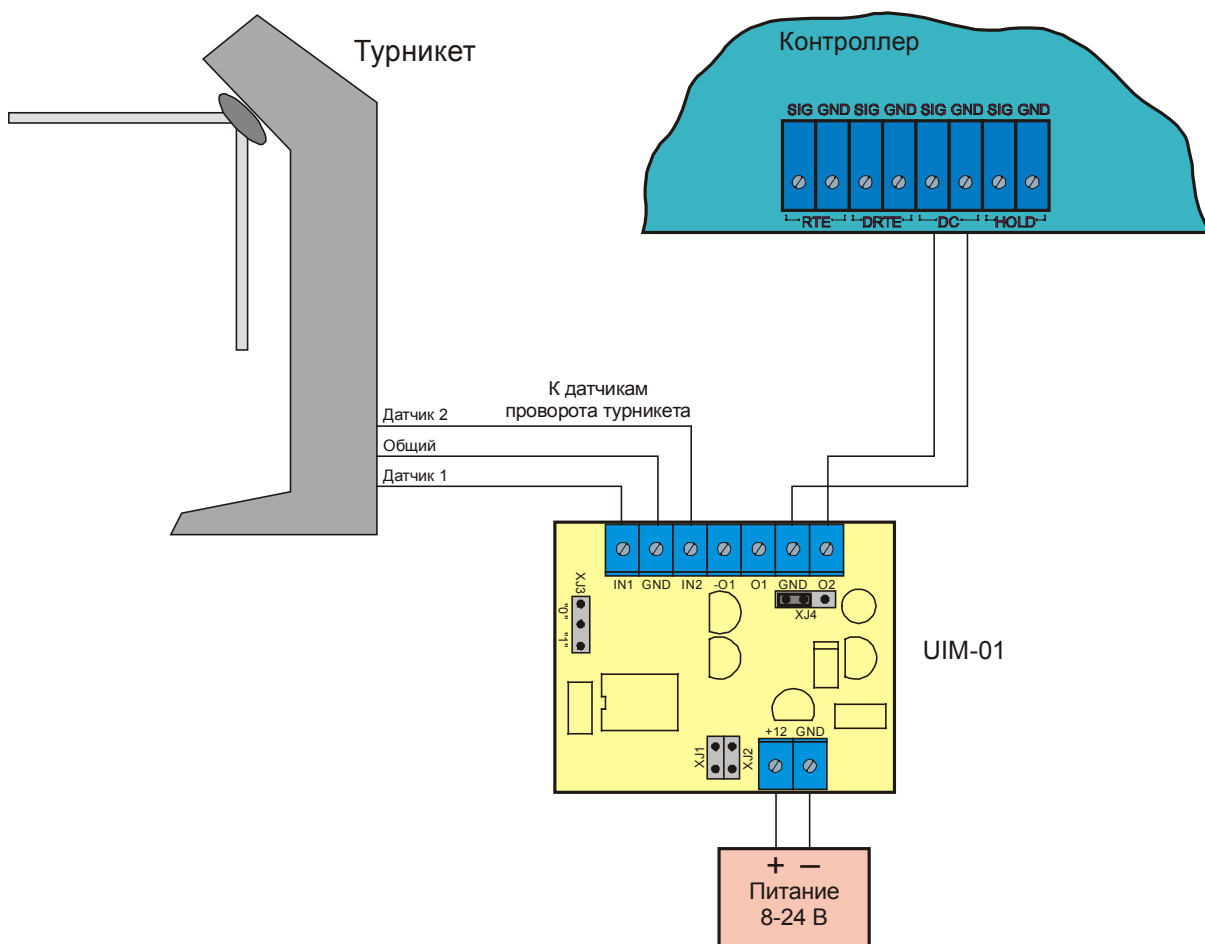 Турникет
Контроллер
SIG GND SIG GND SIG GND SIG GND
RTE DRTE DC HOLD
К датчикам
проворота турникета
Датчик 2
Общий
Датчик 1
IN1 GND IN2 -O1 O1 GND O2
XJ3
"0" "1"
XJ4
UIM-01
XJ1
XJ2
+12 GND
+ –
Питание
8-24 В